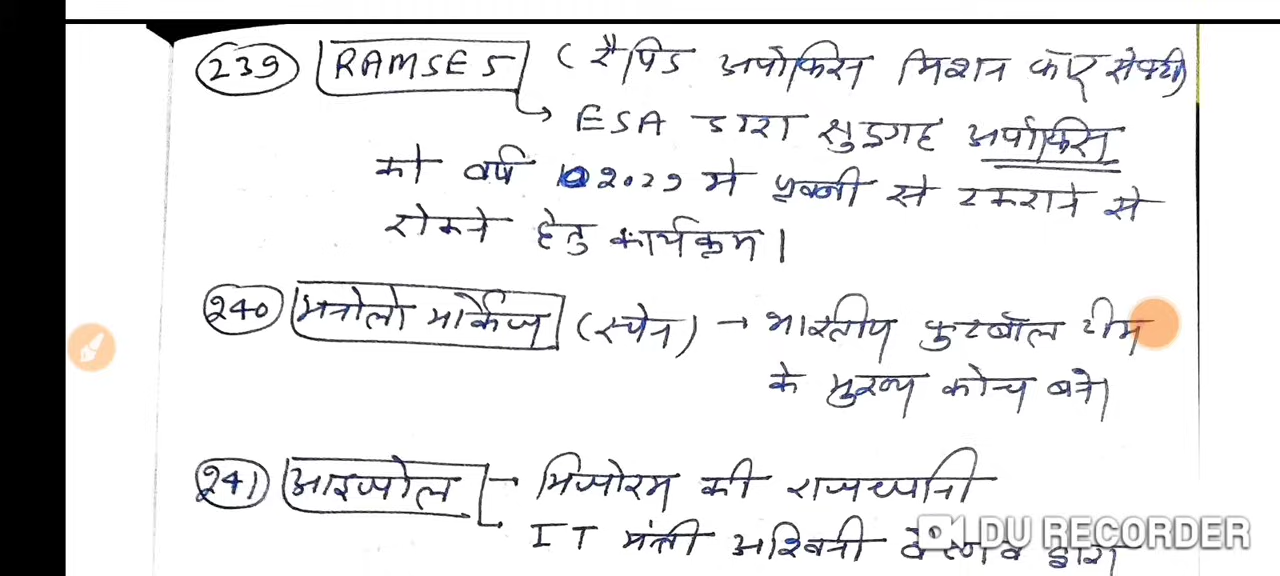 239 RAMSES (रैपिड अपोफिस मिशन फॉर सेफ्टी)
→ ESA द्वारा क्षुद्रग्रह अपोफिस
को वर्ष 2029 में पृथ्वी से टकराने से
रोकने हेतु कार्यक्रम।
240 मनोलो मार्केज (स्पेन) → भारतीय फुटबॉल टीम
के मुख्य कोच बने।
241 आइजोल → मिजोरम की राजधानी
IT मंत्री अश्विनी वैष्णव द्वारा
DU RECORDER